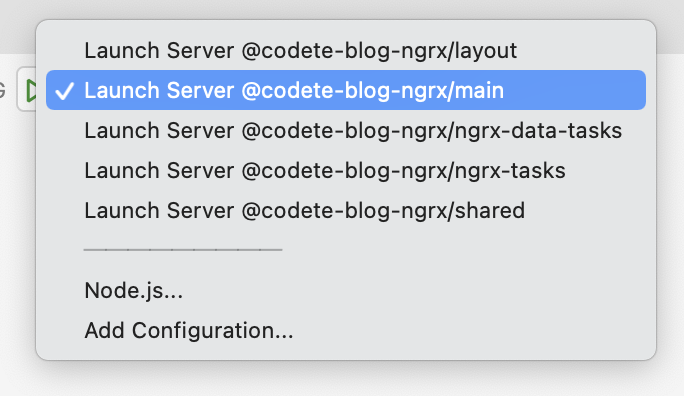 Launch Server @codete-blog-ngrx/layout
Launch Server @codete-blog-ngrx/main
Launch Server @codete-blog-ngrx/ngrx-data-tasks
Launch Server @codete-blog-ngrx/ngrx-tasks
Launch Server @codete-blog-ngrx/shared
Node.js...
Add Configuration...